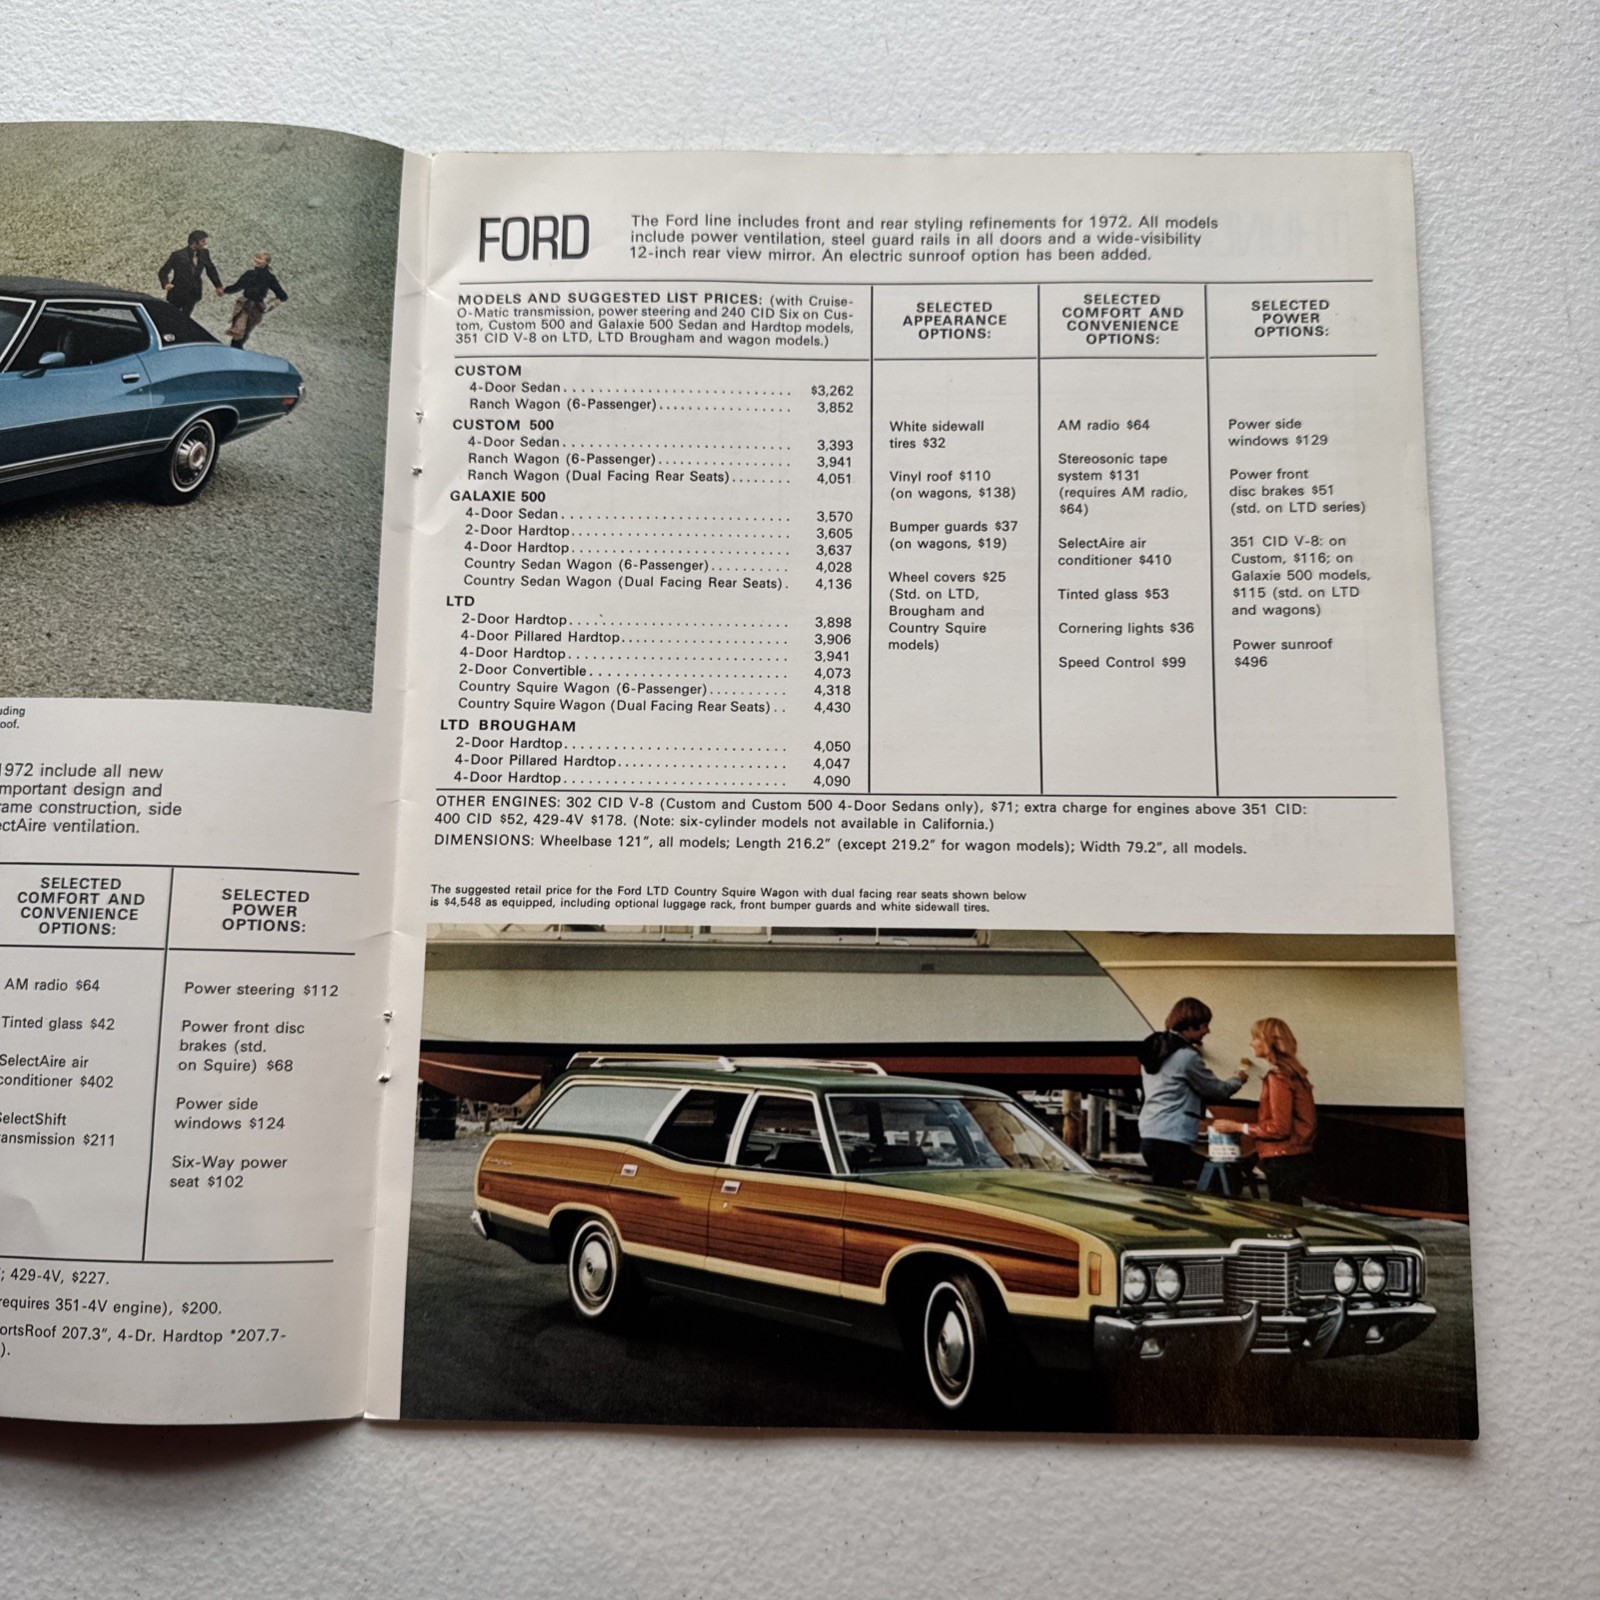 uding
oof.
1972 include all new
mportant design and
rame construction, side
ectAire ventilation.
SELECTED
COMFORT AND
CONVENIENCE
OPTIONS:
AM radio $64
Tinted glass $42
SelectAire air
conditioner $402
SelectShift
ansmission $211
SELECTED
POWER
OPTIONS:
Power steering $112
Power front disc
brakes (std.
on Squire) $68
Power side
windows $124
Six-Way power
seat $102
; 429-4V, $227.
requires 351-4V engine), $200.
ortsRoof 207.3", 4-Dr. Hardtop *207.7-
).
FORD
The Ford line includes front and rear styling refinements for 1972. All models
include power ventilation, steel guard rails in all doors and a wide-visibility
12-inch rear view mirror. An electric sunroof option has been added.
MODELS AND SUGGESTED LIST PRICES: (with Cruise-
O-Matic transmission, power steering and 240 CID Six on Cus-
tom, Custom 500 and Galaxie 500 Sedan and Hardtop models,
351 CID V-8 on LTD, LTD Brougham and wagon models.)
CUSTOM
4-Door Sedan........................... $3,262
Ranch Wagon (6-Passenger)................ 3,852
CUSTOM 500
4-Door Sedan........................... 3,393
Ranch Wagon (6-Passenger)................ 3,941
Ranch Wagon (Dual Facing Rear Seats)....... 4,051
GALAXIE 500
4-Door Sedan........................... 3,570
2-Door Hardtop.......................... 3,605
4-Door Hardtop.......................... 3,637
Country Sedan Wagon (6-Passenger).......... 4,028
Country Sedan Wagon (Dual Facing Rear Seats). 4,136
LTD
2-Door Hardtop.......................... 3,898
4-Door Pillared Hardtop.................... 3,906
4-Door Hardtop.......................... 3,941
2-Door Convertible........................ 4,073
Country Squire Wagon (6-Passenger).......... 4,318
Country Squire Wagon (Dual Facing Rear Seats).. 4,430
LTD BROUGHAM
2-Door Hardtop.......................... 4,050
4-Door Pillared Hardtop.................... 4,047
4-Door Hardtop.......................... 4,090
SELECTED
APPEARANCE
OPTIONS:
White sidewall
tires $32
Vinyl roof $110
(on wagons, $138)
Bumper guards $37
(on wagons, $19)
Wheel covers $25
(Std. on LTD,
Brougham and
Country Squire
models)
SELECTED
COMFORT AND
CONVENIENCE
OPTIONS:
AM radio $64
Stereosonic tape
system $131
(requires AM radio,
$64)
SelectAire air
conditioner $410
Tinted glass $53
Cornering lights $36
Speed Control $99
SELECTED
POWER
OPTIONS:
Power side
windows $129
Power front
disc brakes $51
(std. on LTD series)
351 CID V-8: on
Custom, $116; on
Galaxie 500 models,
$115 (std. on LTD
and wagons)
Power sunroof
$496
OTHER ENGINES: 302 CID V-8 (Custom and Custom 500 4-Door Sedans only), $71; extra charge for engines above 351 CID:
400 CID $52, 429-4V $178. (Note: six-cylinder models not available in California.)
DIMENSIONS: Wheelbase 121", all models; Length 216.2" (except 219.2" for wagon models); Width 79.2", all models.
The suggested retail price for the Ford LTD Country Squire Wagon with dual facing rear seats shown below
is $4,548 as equipped, including optional luggage rack, front bumper guards and white sidewall tires.